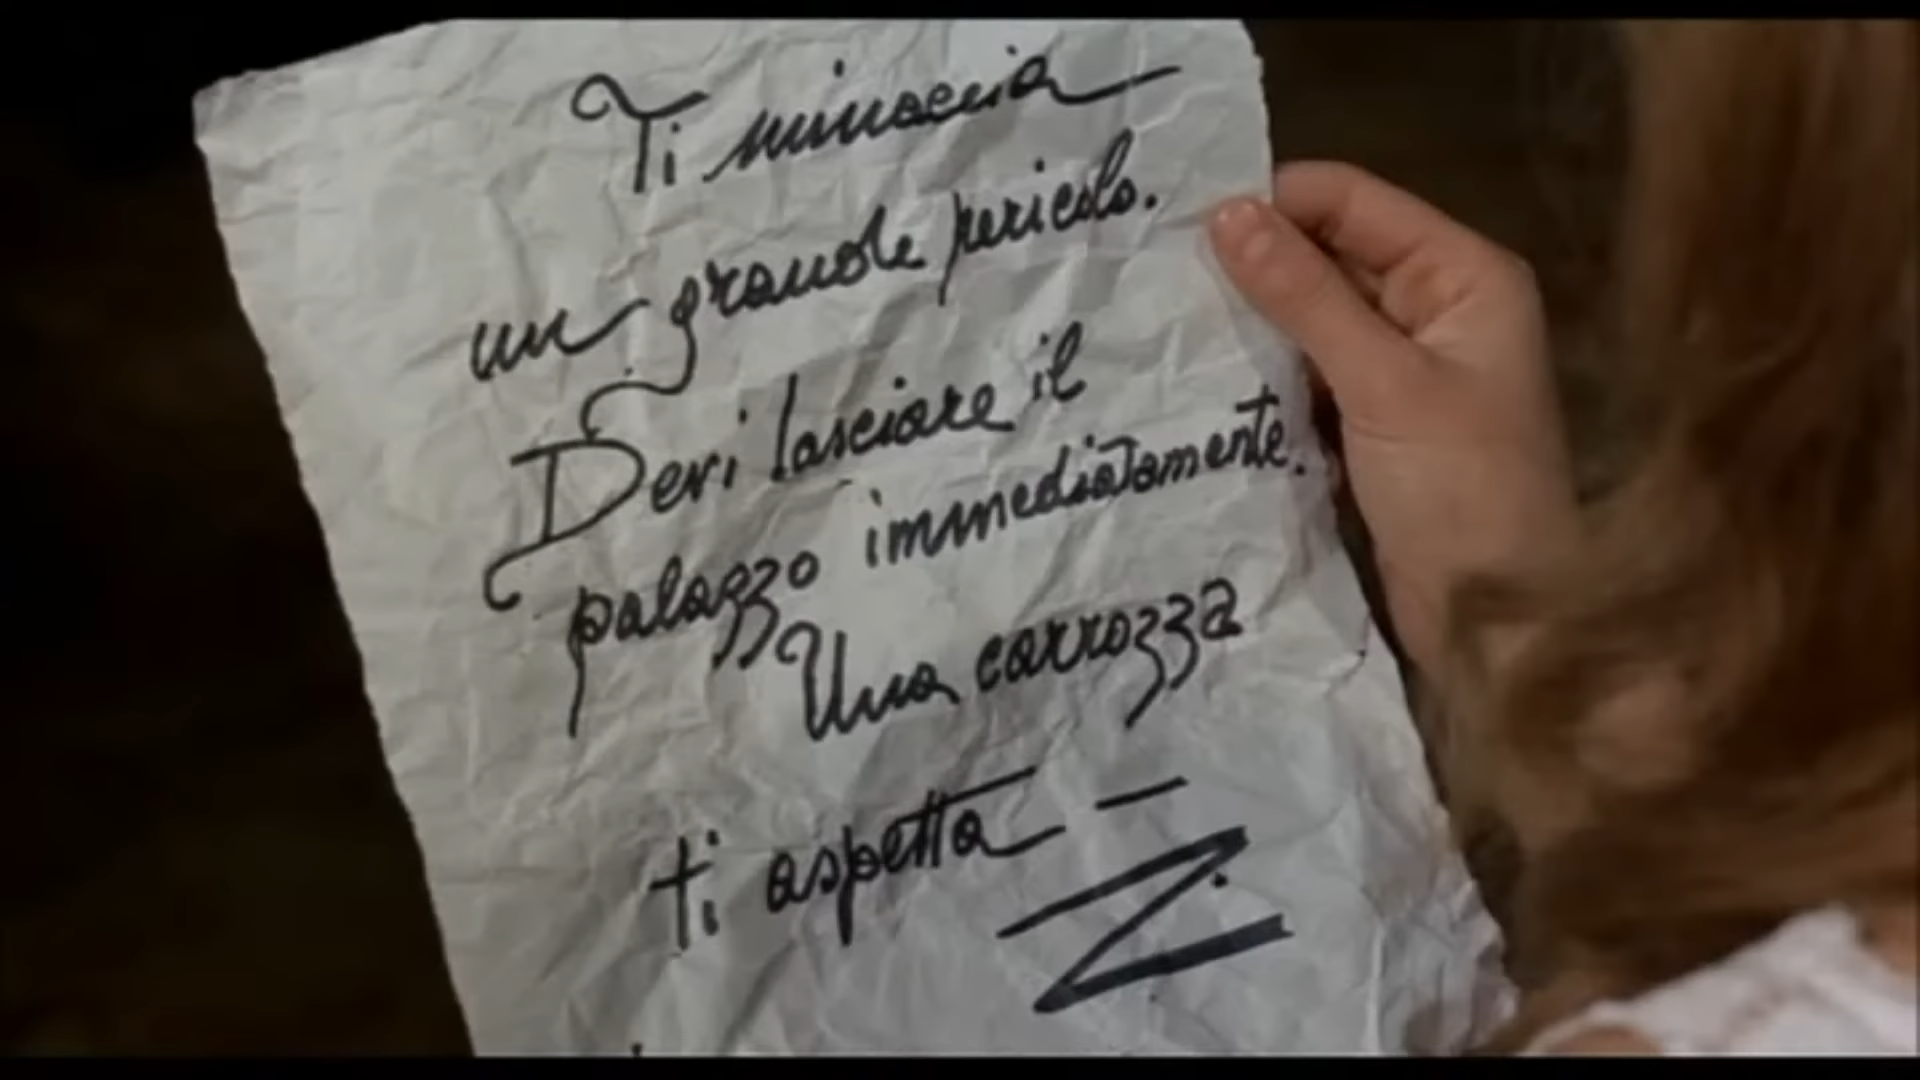 Ti minaccia
un grande pericolo.
Devi lasciare il
palazzo immediatamente.
Una carrozza
ti aspetta -
Z.